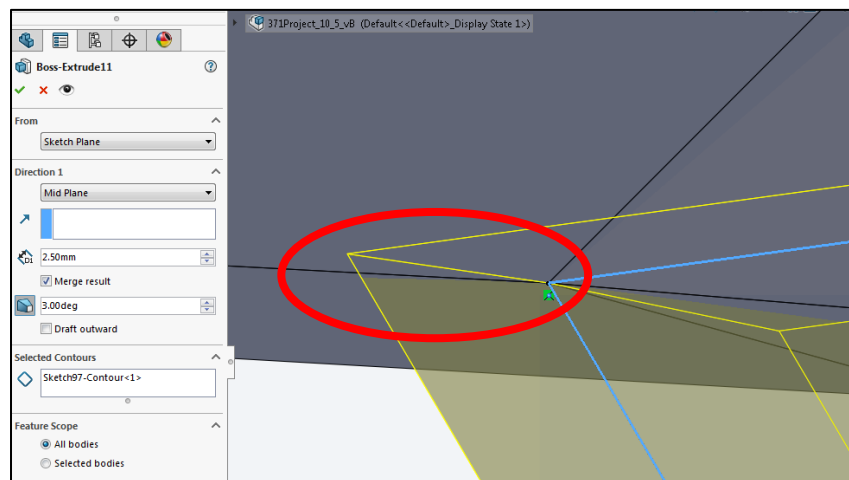 371Project_10_5_vB (Default<<Default>_Display State 1>)
Boss-Extrude11
From
Sketch Plane
Direction 1
Mid Plane
D1
2.50mm
Merge result
3.00deg
Draft outward
Selected Contours
Sketch97-Contour<1>
Feature Scope
All bodies
Selected bodies